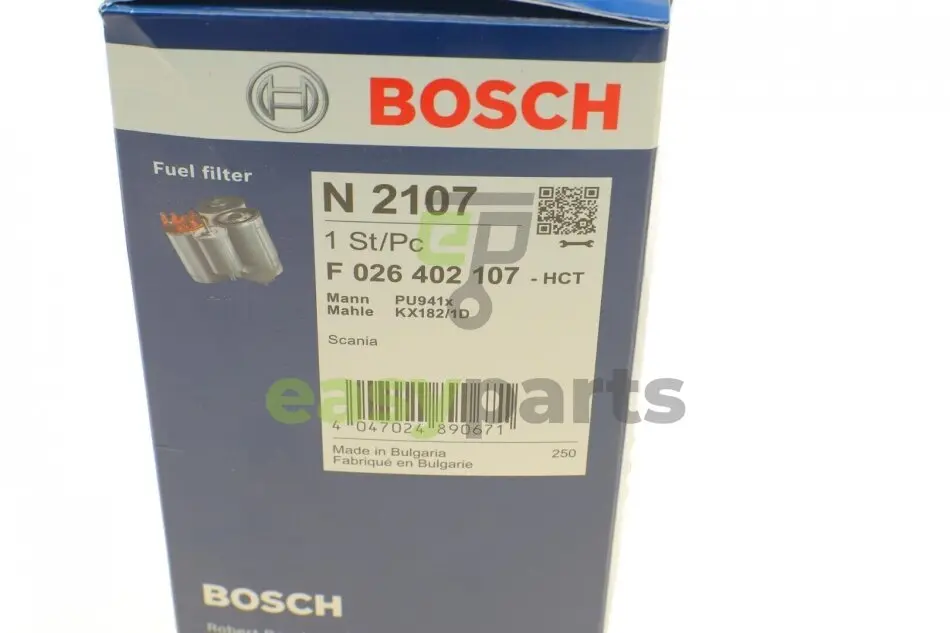 BOSCH
Fuel filter
N 2107
1 St/Pc
F 026 402 107 - HCT
Mann PU941x
Mahle KX182/1D
Scania
easyparts
4 047024 890671
Made in Bulgaria 250
Fabriqué en Bulgarie
BOSCH
Robert